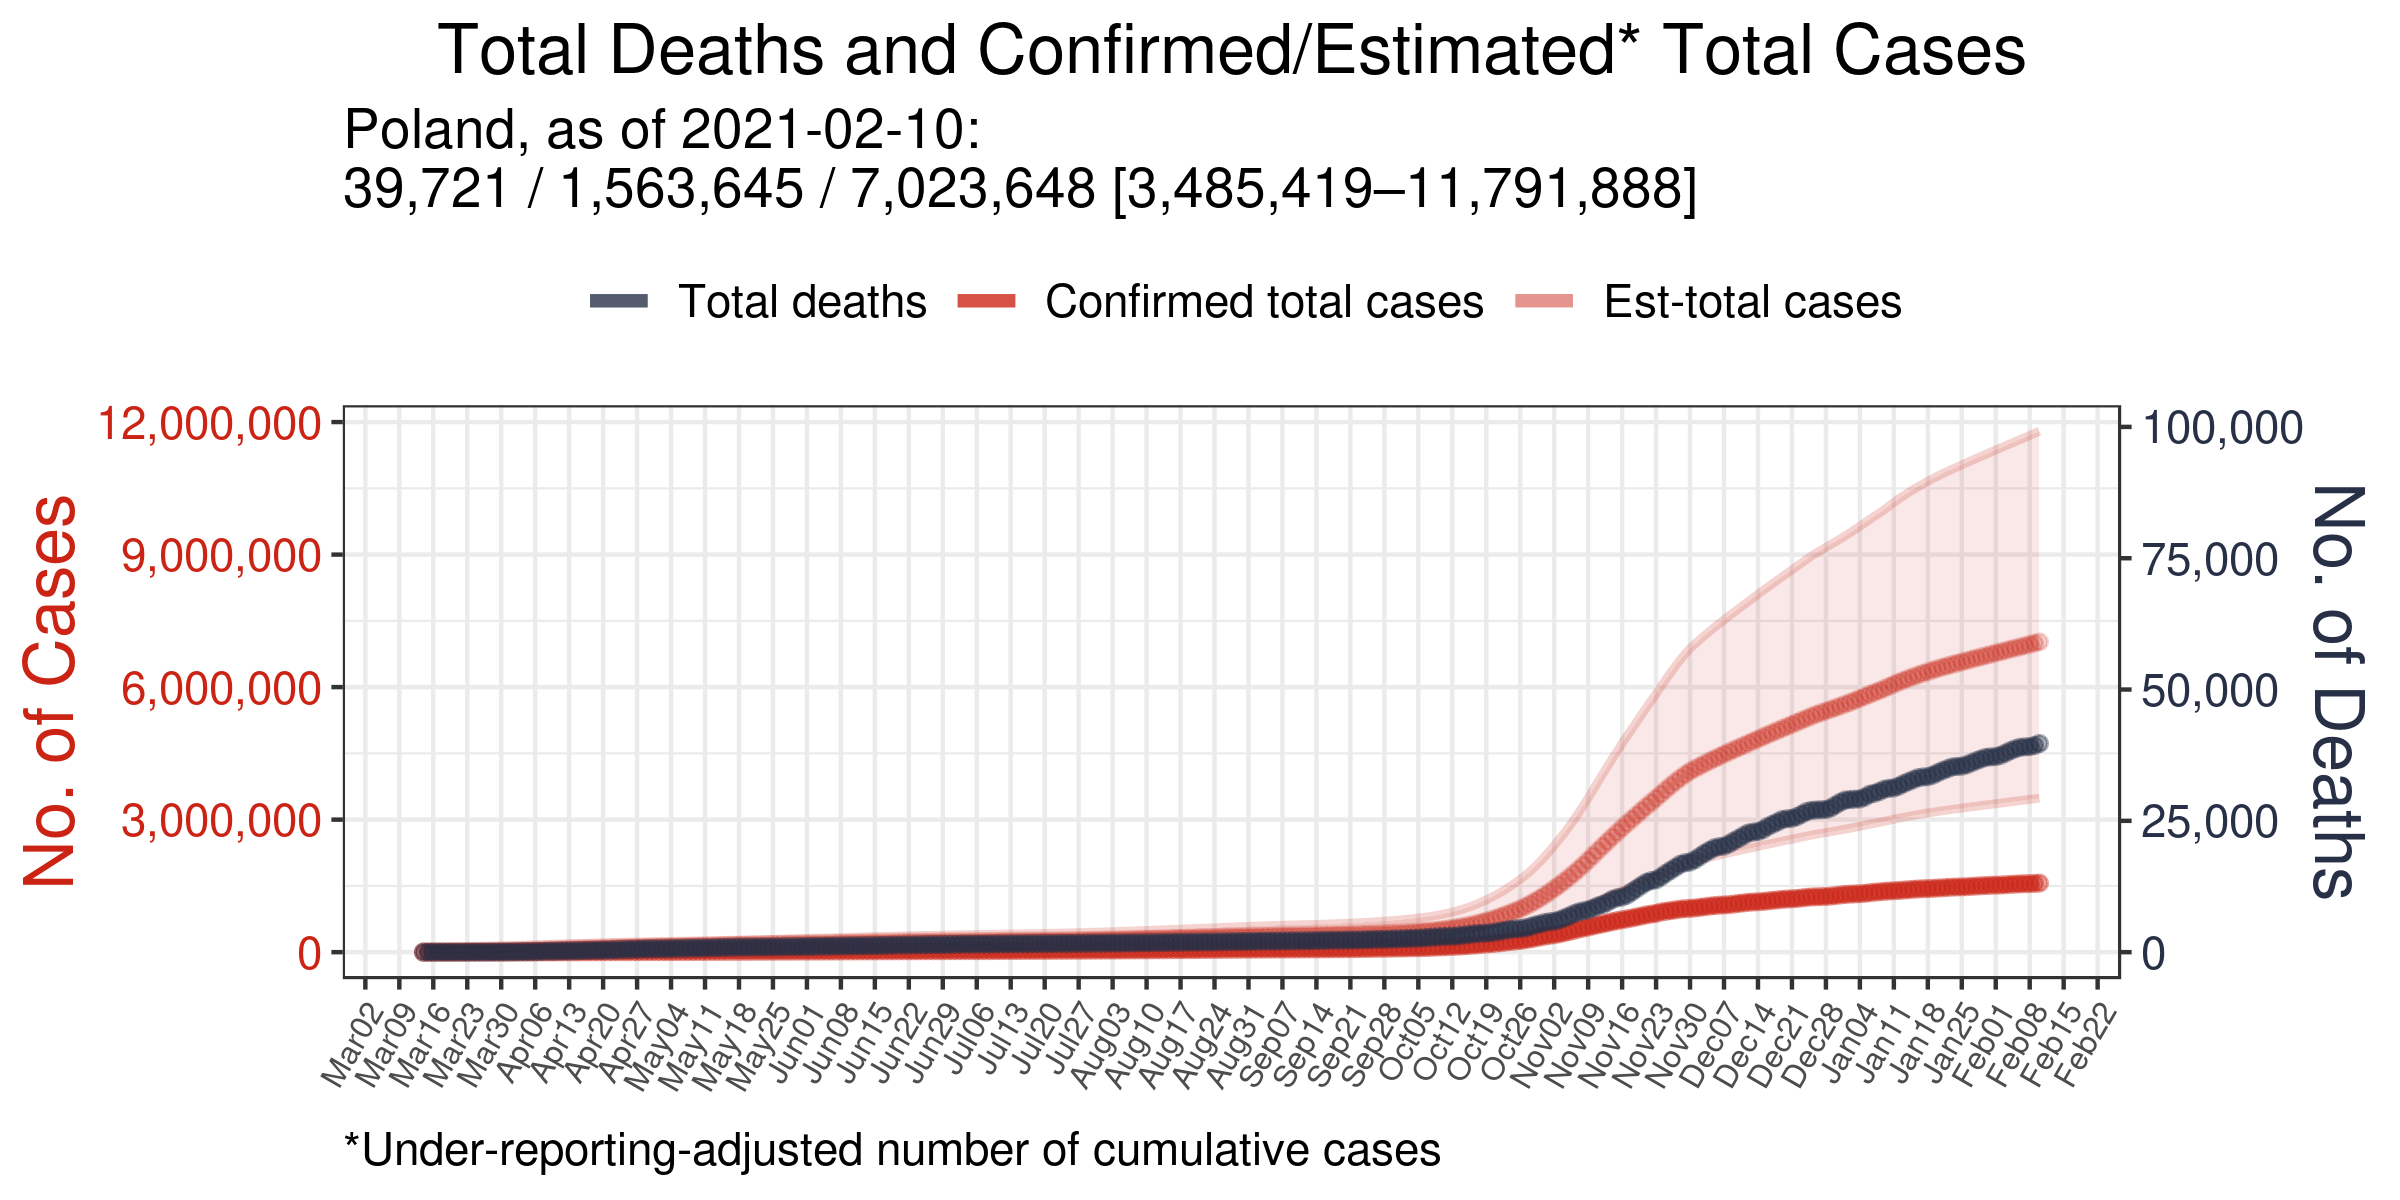 Total Deaths and Confirmed/Estimated* Total Cases
Poland, as of 2021-02-10:
39,721 / 1,563,645 / 7,023,648 [3,485,419–11,791,888]
Total deaths Confirmed total cases Est-total cases
No. of Cases
12,000,000
9,000,000
6,000,000
3,000,000
0
100,000
75,000
50,000
25,000
0
No. of Deaths
Mar02 Mar09 Mar16 Mar23 Mar30 Apr06 Apr13 Apr20 Apr27 May04 May11 May18 May25 Jun01 Jun08 Jun15 Jun22 Jun29 Jul06 Jul13 Jul20 Jul27 Aug03 Aug10 Aug17 Aug24 Aug31 Sep07 Sep14 Sep21 Sep28 Oct05 Oct12 Oct19 Oct26 Nov02 Nov09 Nov16 Nov23 Nov30 Dec07 Dec14 Dec21 Dec28 Jan04 Jan11 Jan18 Jan25 Feb01 Feb08 Feb15 Feb22
*Under-reporting-adjusted number of cumulative cases